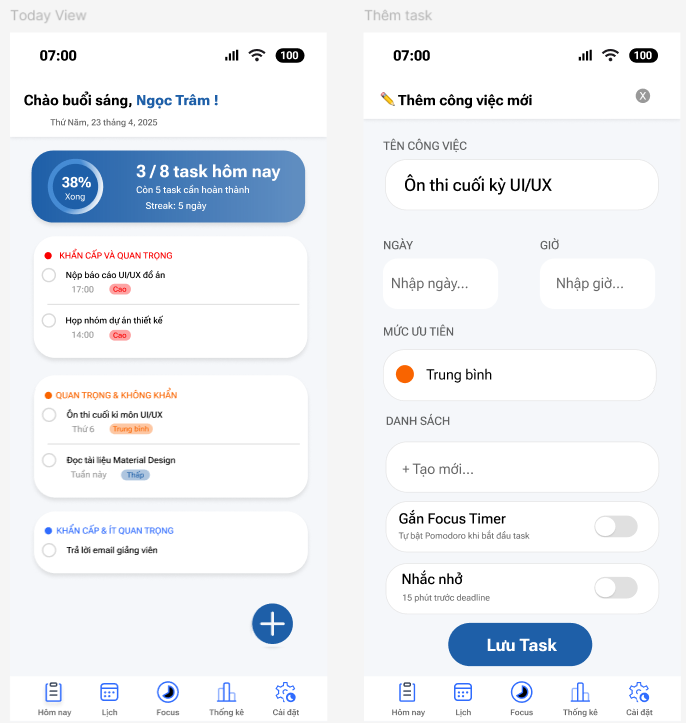 Today View
07:00
100
Chào buổi sáng, Ngọc Trâm !
Thứ Năm, 23 tháng 4, 2025
38%
Xong
3 / 8 task hôm nay
Còn 5 task cần hoàn thành
Streak: 5 ngày
KHẨN CẤP VÀ QUAN TRỌNG
Nộp báo cáo UI/UX đồ án
17:00 Cao
Họp nhóm dự án thiết kế
14:00 Cao
QUAN TRỌNG & KHÔNG KHẨN
Ôn thi cuối kì môn UI/UX
Thứ 6 Trung bình
Đọc tài liệu Material Design
Tuần này Thấp
KHẨN CẤP & ÍT QUAN TRỌNG
Trả lời email giảng viên
Hôm nay Lịch Focus Thống kê Cài đặt
Thêm task
07:00
100
Thêm công việc mới
X
TÊN CÔNG VIỆC
Ôn thi cuối kỳ UI/UX
NGÀY GIỜ
Nhập ngày... Nhập giờ...
MỨC ƯU TIÊN
Trung bình
DANH SÁCH
+ Tạo mới...
Gắn Focus Timer
Tự bật Pomodoro khi bắt đầu task
Nhắc nhở
15 phút trước deadline
Lưu Task
Hôm nay Lịch Focus Thống kê Cài đặt